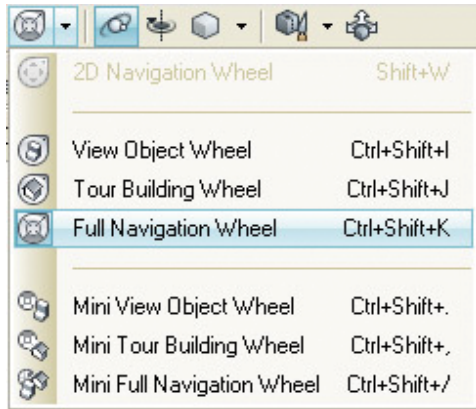 2D Navigation Wheel Shift+W
View Object Wheel Ctrl+Shift+I
Tour Building Wheel Ctrl+Shift+J
Full Navigation Wheel Ctrl+Shift+K
Mini View Object Wheel Ctrl+Shift+.
Mini Tour Building Wheel Ctrl+Shift+,
Mini Full Navigation Wheel Ctrl+Shift+/